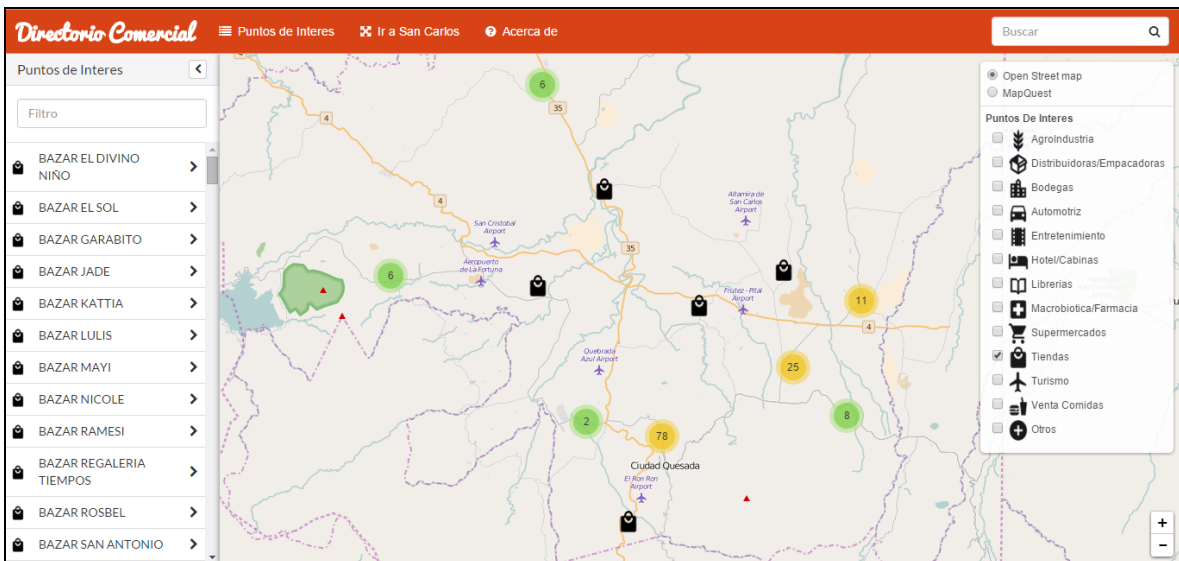 Directorio Comercial
Puntos de Interes
Ir a San Carlos
Acerca de
Buscar
Puntos de Interes
Filtro
BAZAR EL DIVINO
NIÑO
BAZAR EL SOL
BAZAR GARABITO
BAZAR JADE
BAZAR KATTIA
BAZAR LULIS
BAZAR MAYI
BAZAR NICOLE
BAZAR RAMESI
BAZAR REGALERIA
TIEMPOS
BAZAR ROSBEL
BAZAR SAN ANTONIO
4
6
35
4
4
San Cristobal
Airport
Altamira de
San Carlos
Airport
35
Aeropuerto
de La Fortuna
6
Frutez - Pital
Airport
11
4
Quebrada
Azul Airport
25
2
78
8
Ciudad Quesada
El Ron Ron
Airport
Open Street map
MapQuest
Puntos De Interes
AgroIndustria
Distribuidoras/Empacadoras
Bodegas
Automotriz
Entretenimiento
Hotel/Cabinas
Librerias
Macrobiotica/Farmacia
Supermercados
Tiendas
Turismo
Venta Comidas
Otros
+
−